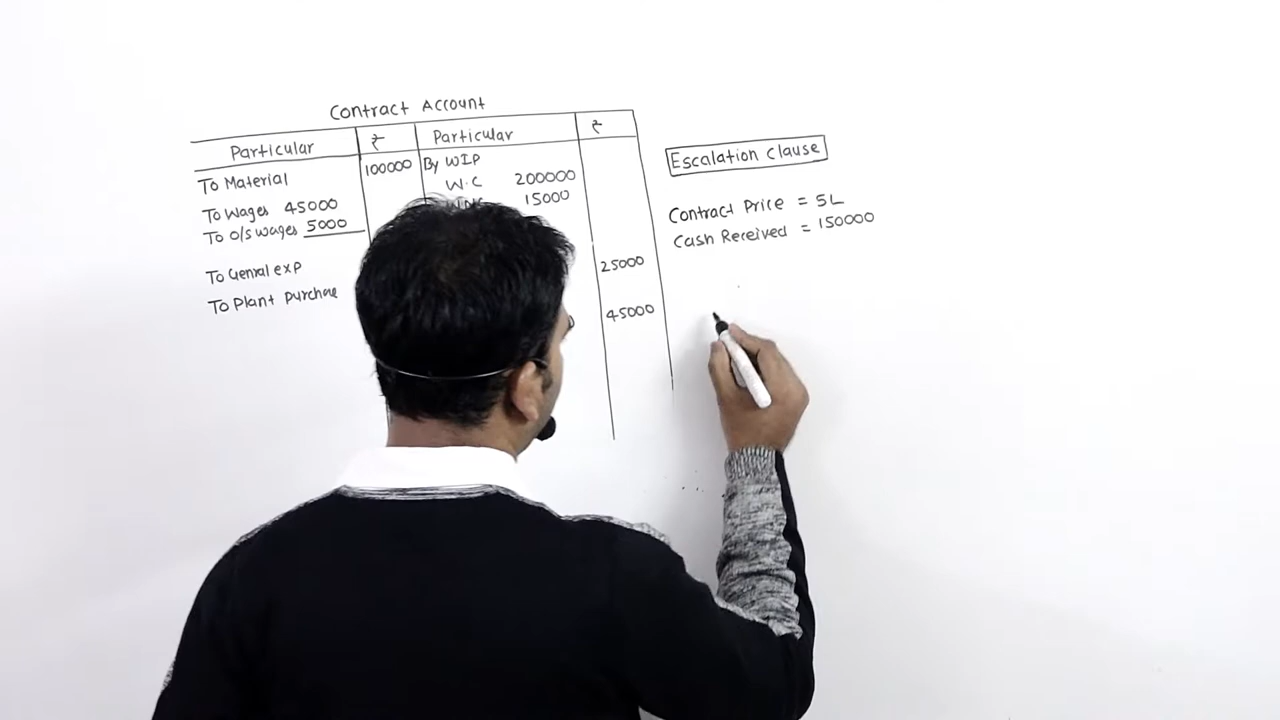 Contract Account
Particular ₹ Particular ₹
To Material 100000 By WIP
W.C 200000
To Wages 45000 15000
To O/s wages 5000
To Genral exp 25000
To Plant Purchase 45000
Escalation Clause
Contract Price = 5L
Cash Received = 150000